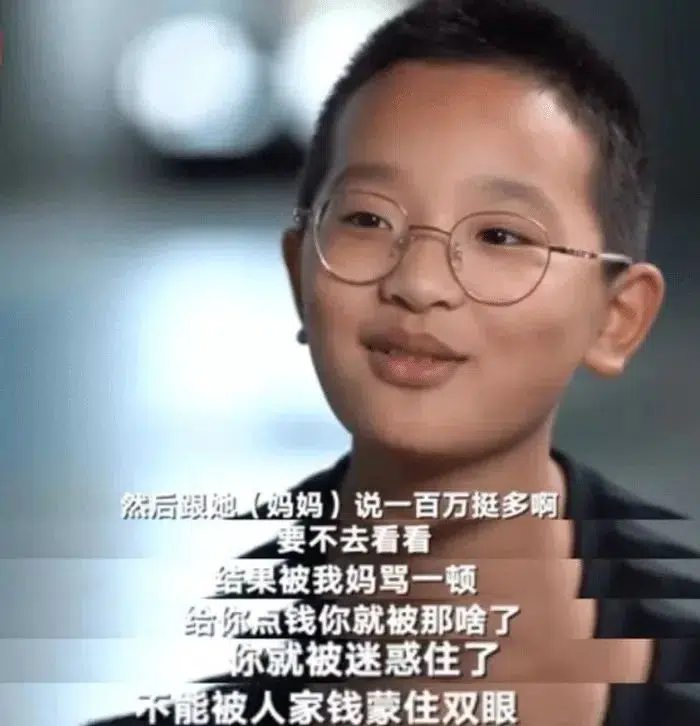 然后跟她（妈妈）说一百万挺多啊
要不去看看
结果被我妈骂一顿
给你点钱你就被那啥了
你就被迷惑住了
不能被人家钱蒙住双眼